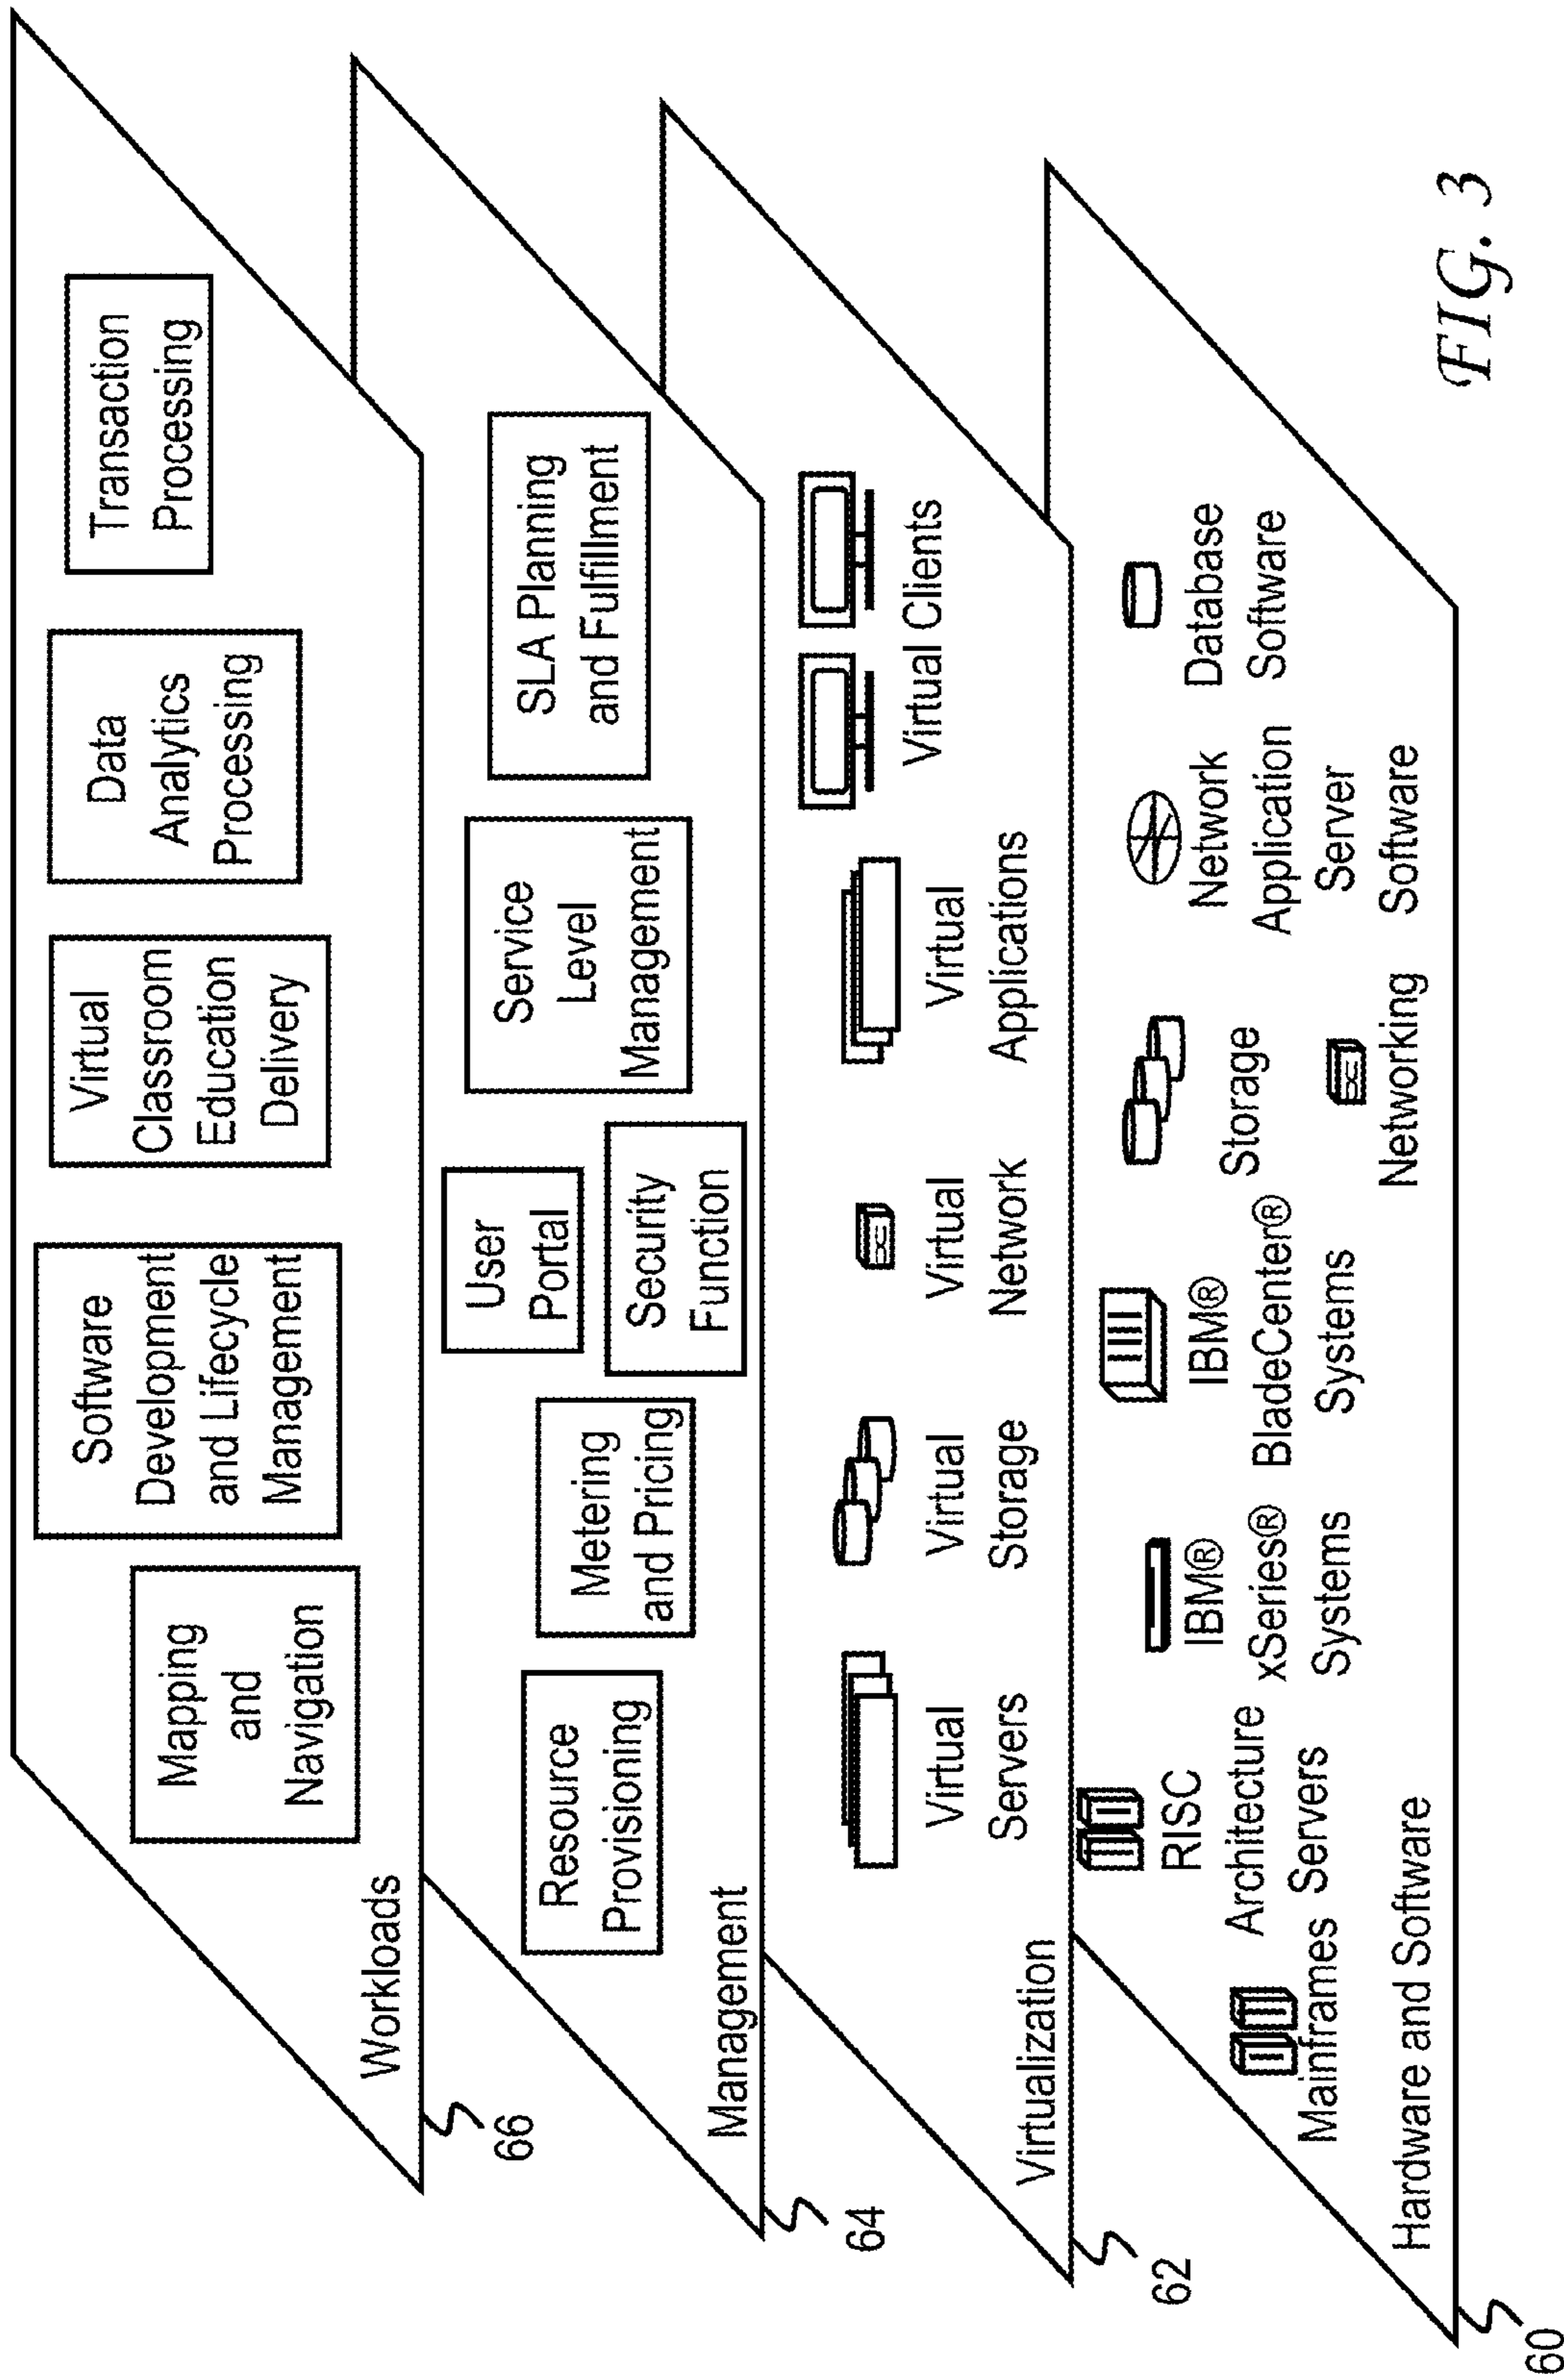 Mapping
and
Navigation
Software
Development
and Lifecycle
Management
Virtual
Classroom
Education
Delivery
Data
Analytics
Processing
Transaction
Processing
Workloads
66
Resource
Provisioning
Metering
and Pricing
User
Portal
Security
Function
Service
Level
Management
SLA Planning
and Fulfillment
Management
64
Virtual
Servers
Virtual
Storage
Virtual
Network
Virtual
Applications
Virtual Clients
Virtualization
62
Mainframes
RISC
Architecture
Servers
IBM®
xSeries®
Systems
IBM®
BladeCenter®
Systems
Storage
Networking
Network
Application
Server
Software
Database
Software
Hardware and Software
60
FIG. 3